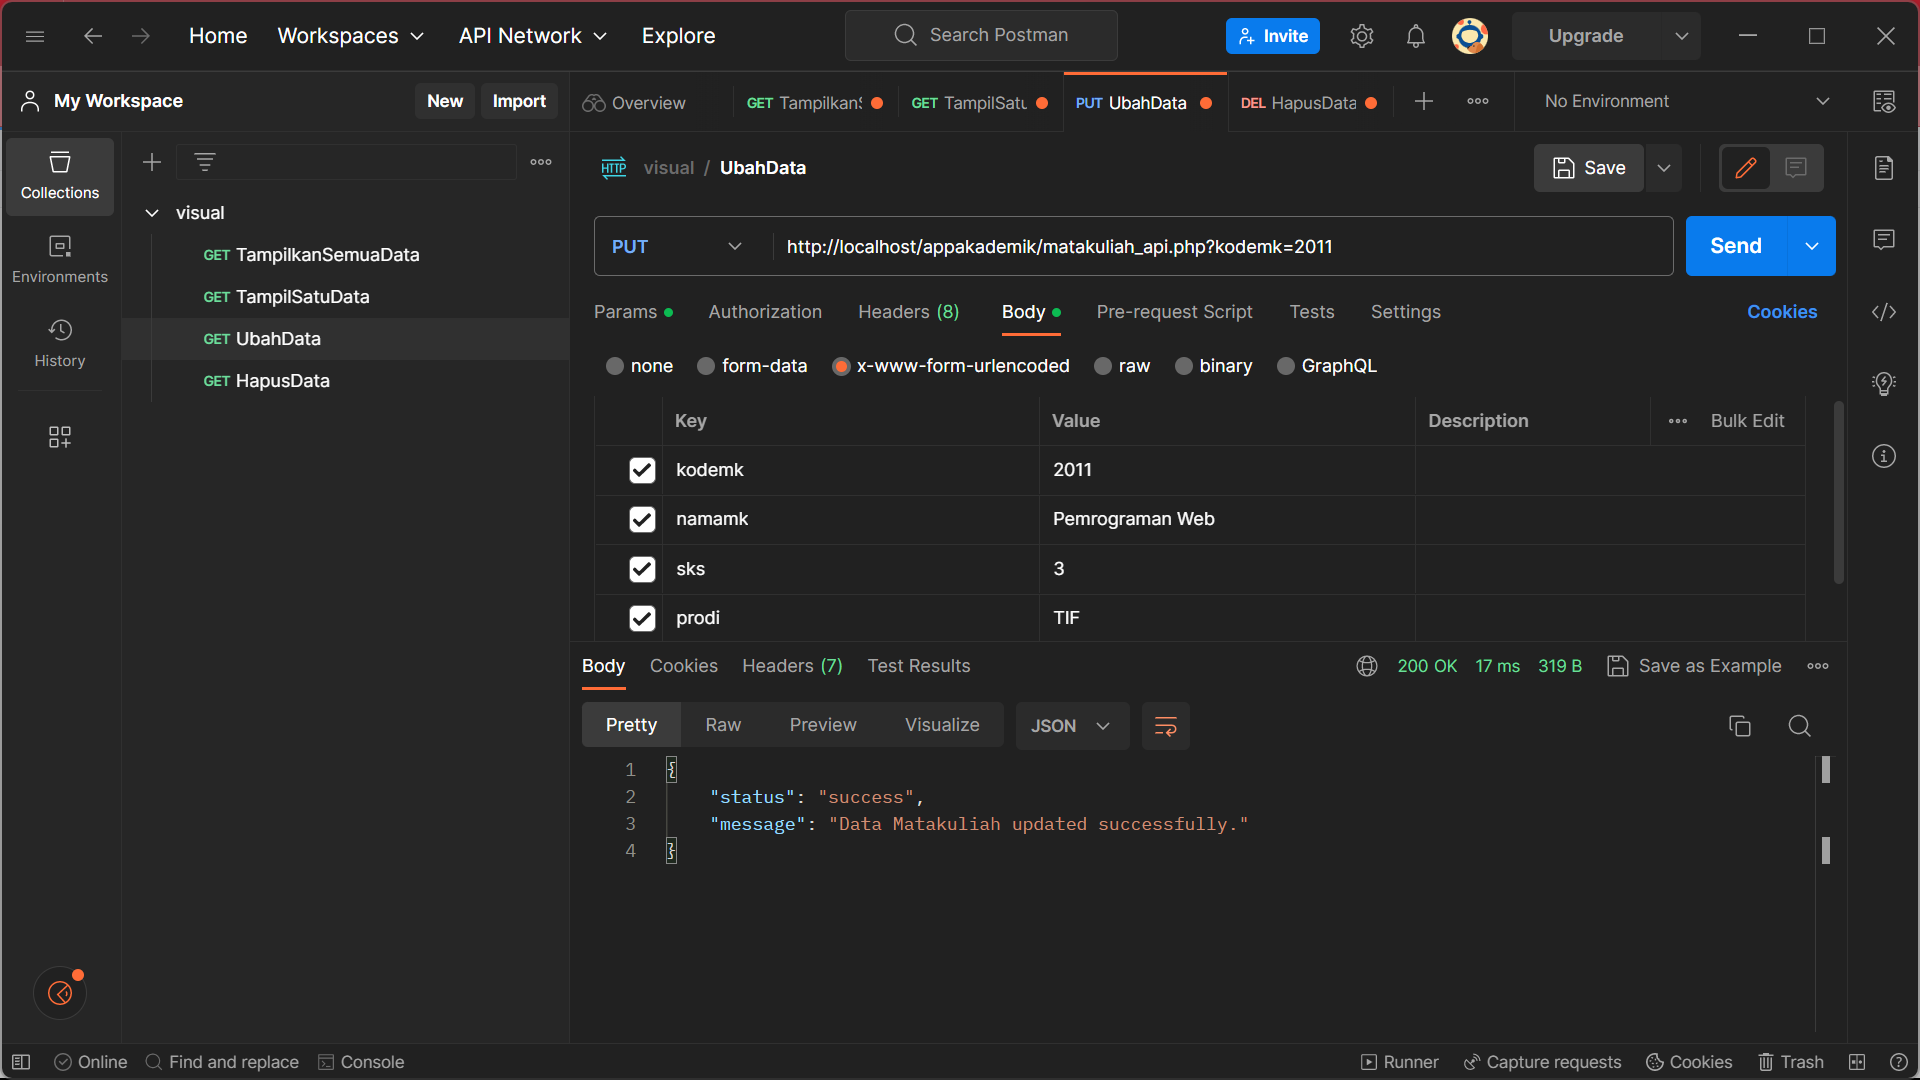 Home Workspaces API Network Explore Search Postman Invite Upgrade
My Workspace New Import Overview GET Tampilkan GET TampilSatu PUT UbahData DEL HapusData No Environment
Collections
Environments
History
visual
GET TampilkanSemuaData
GET TampilSatuData
GET UbahData
GET HapusData
HTTP visual / UbahData Save
PUT http://localhost/appakademik/matakuliah_api.php?kodemk=2011 Send
Params Authorization Headers (8) Body Pre-request Script Tests Settings Cookies
none form-data x-www-form-urlencoded raw binary GraphQL
Key Value Description Bulk Edit
kodemk 2011
namamk Pemrograman Web
sks 3
prodi TIF
Body Cookies Headers (7) Test Results 200 OK 17 ms 319 B Save as Example
Pretty Raw Preview Visualize JSON
1 {
2 "status": "success",
3 "message": "Data Matakuliah updated successfully."
4 }
Online Find and replace Console Runner Capture requests Cookies Trash